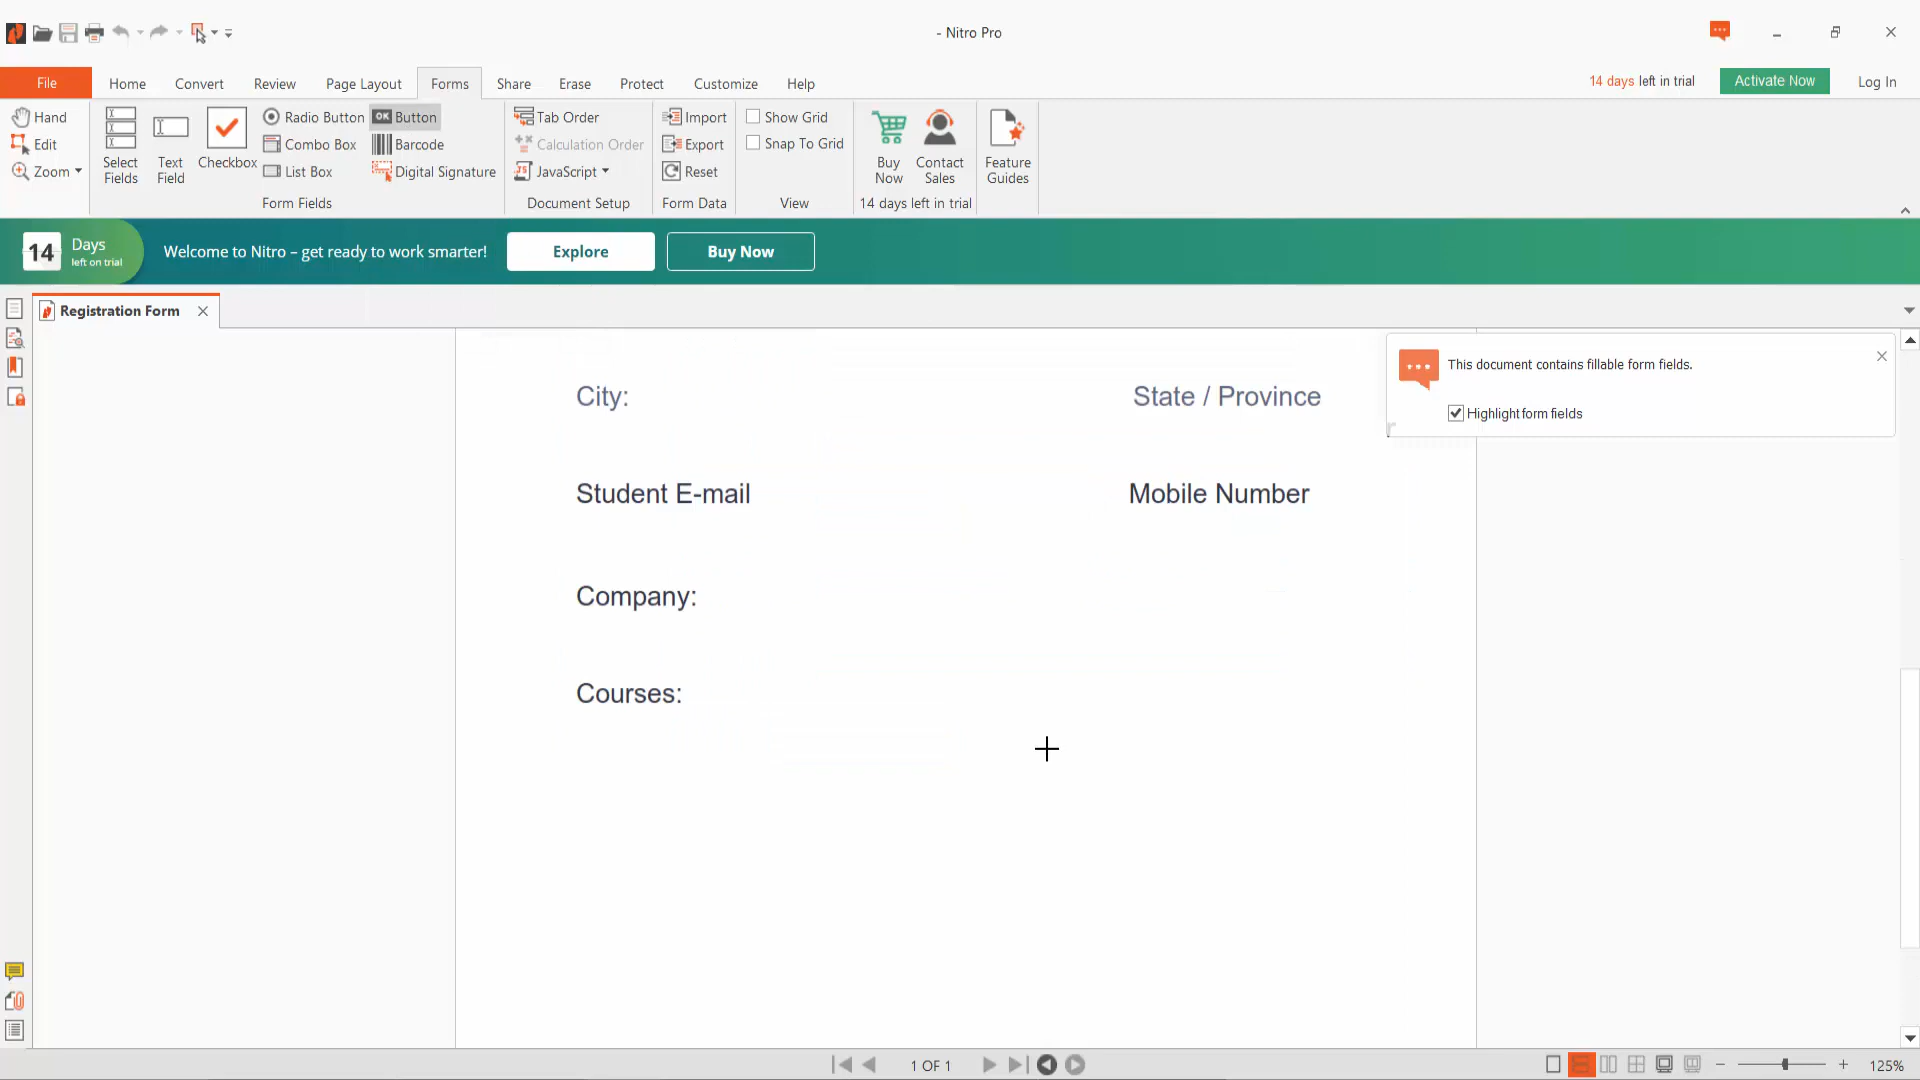 - Nitro Pro
File
Home
Convert
Review
Page Layout
Forms
Share
Erase
Protect
Customize
Help
14 days left in trial
Activate Now
Log In
Hand
Edit
Zoom
Select Fields
Text Field
Checkbox
Radio Button
Combo Box
List Box
OK Button
Barcode
Digital Signature
Form Fields
Tab Order
Calculation Order
JavaScript
Document Setup
Import
Export
Reset
Form Data
Show Grid
Snap To Grid
View
Buy Now
Contact Sales
14 days left in trial
Feature Guides
14 Days left on trial
Welcome to Nitro – get ready to work smarter!
Explore
Buy Now
Registration Form
This document contains fillable form fields.
Highlight form fields
City:
State / Province
Student E-mail
Mobile Number
Company:
Courses:
1 OF 1
125%